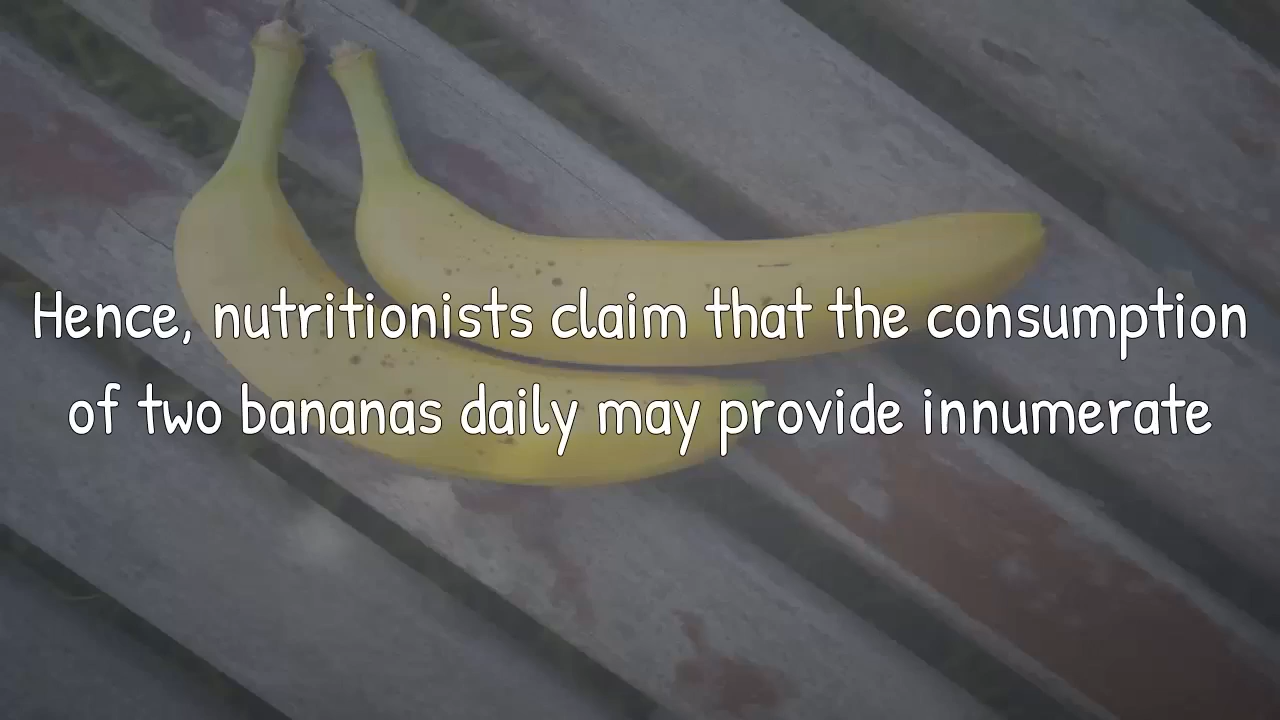 Hence, nutritionists claim that the consumption
of two bananas daily may provide innumerate